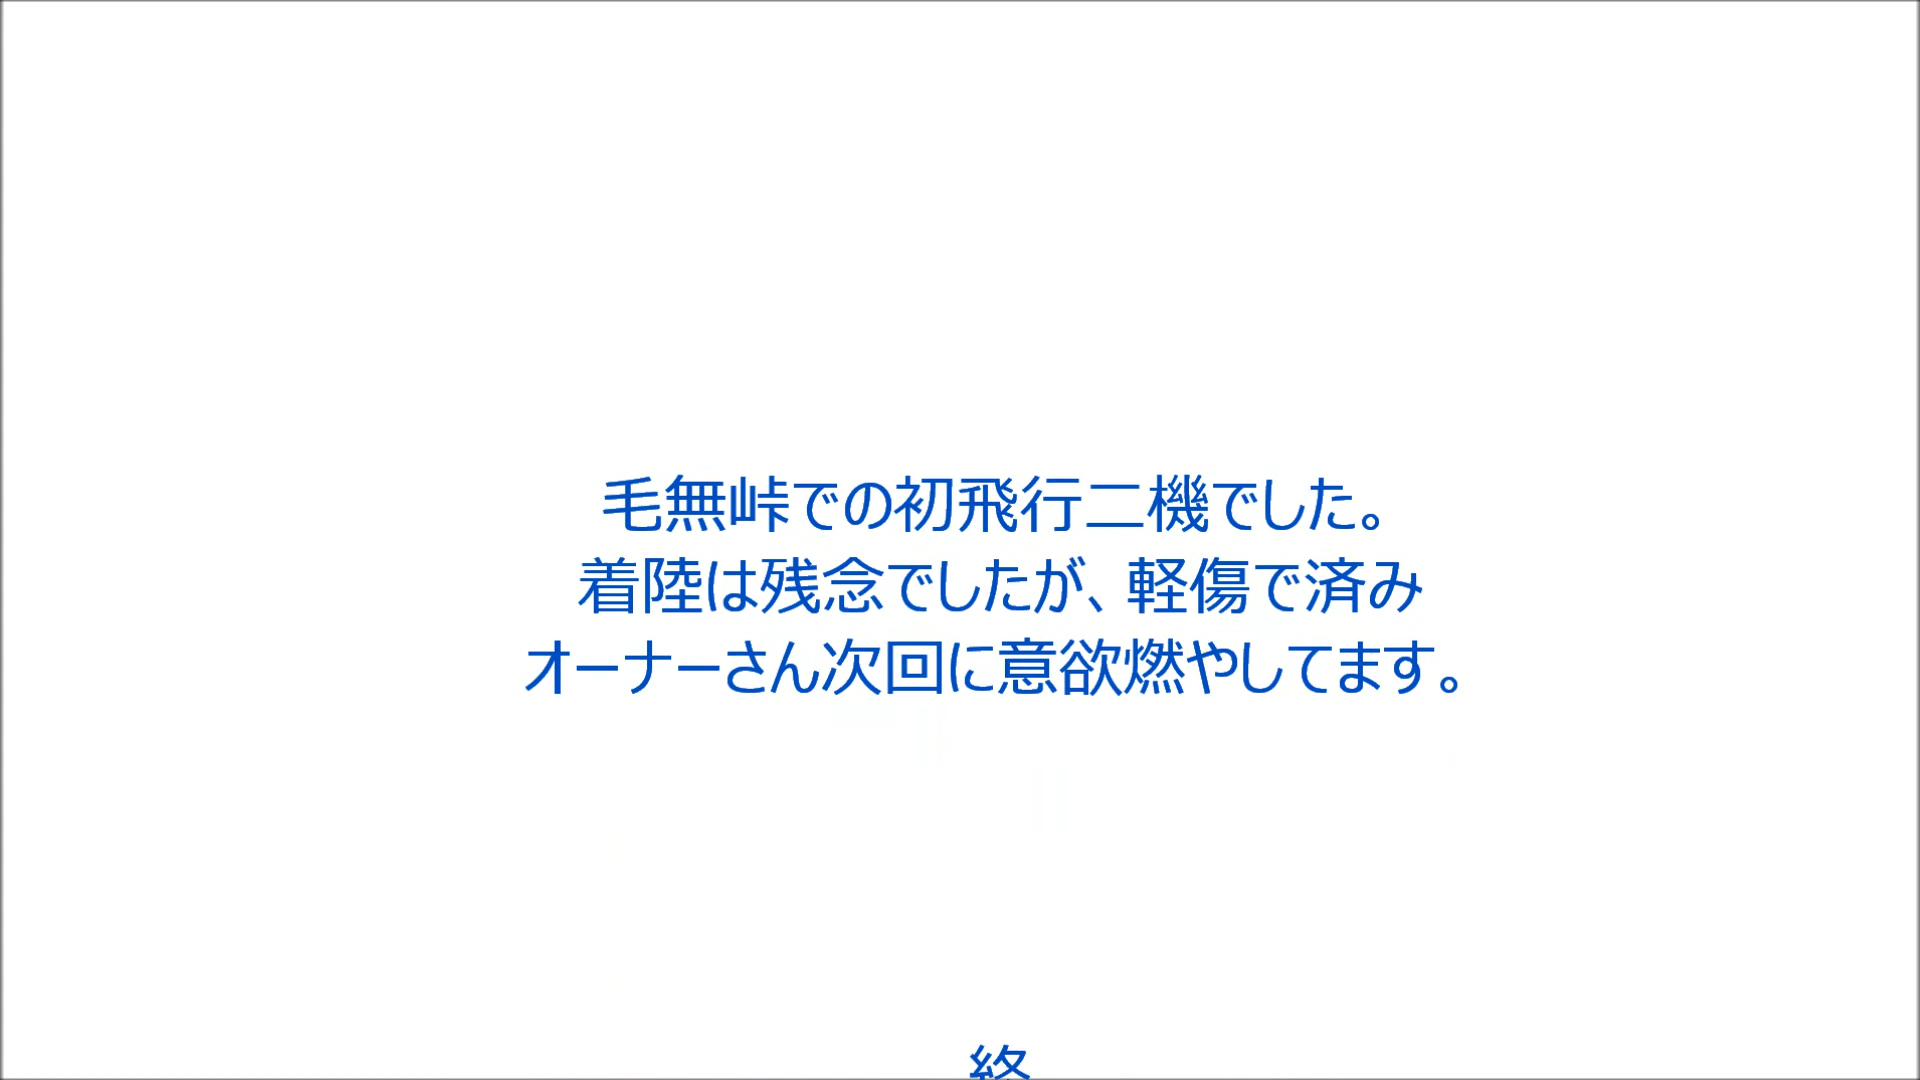 毛無峠での初飛行二機でした。
着陸は残念でしたが、軽傷で済み
オーナーさん次回に意欲燃やしてます。
終